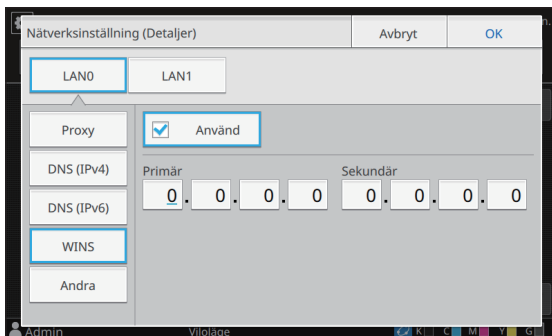 Nätverksinställning (Detaljer)
Avbryt
OK
LAN0
LAN1
Proxy
DNS (IPv4)
DNS (IPv6)
WINS
Andra
Använd
Primär
Sekundär
0 . 0 . 0 . 0
0 . 0 . 0 . 0
Admin
Viloläge
K C M Y G